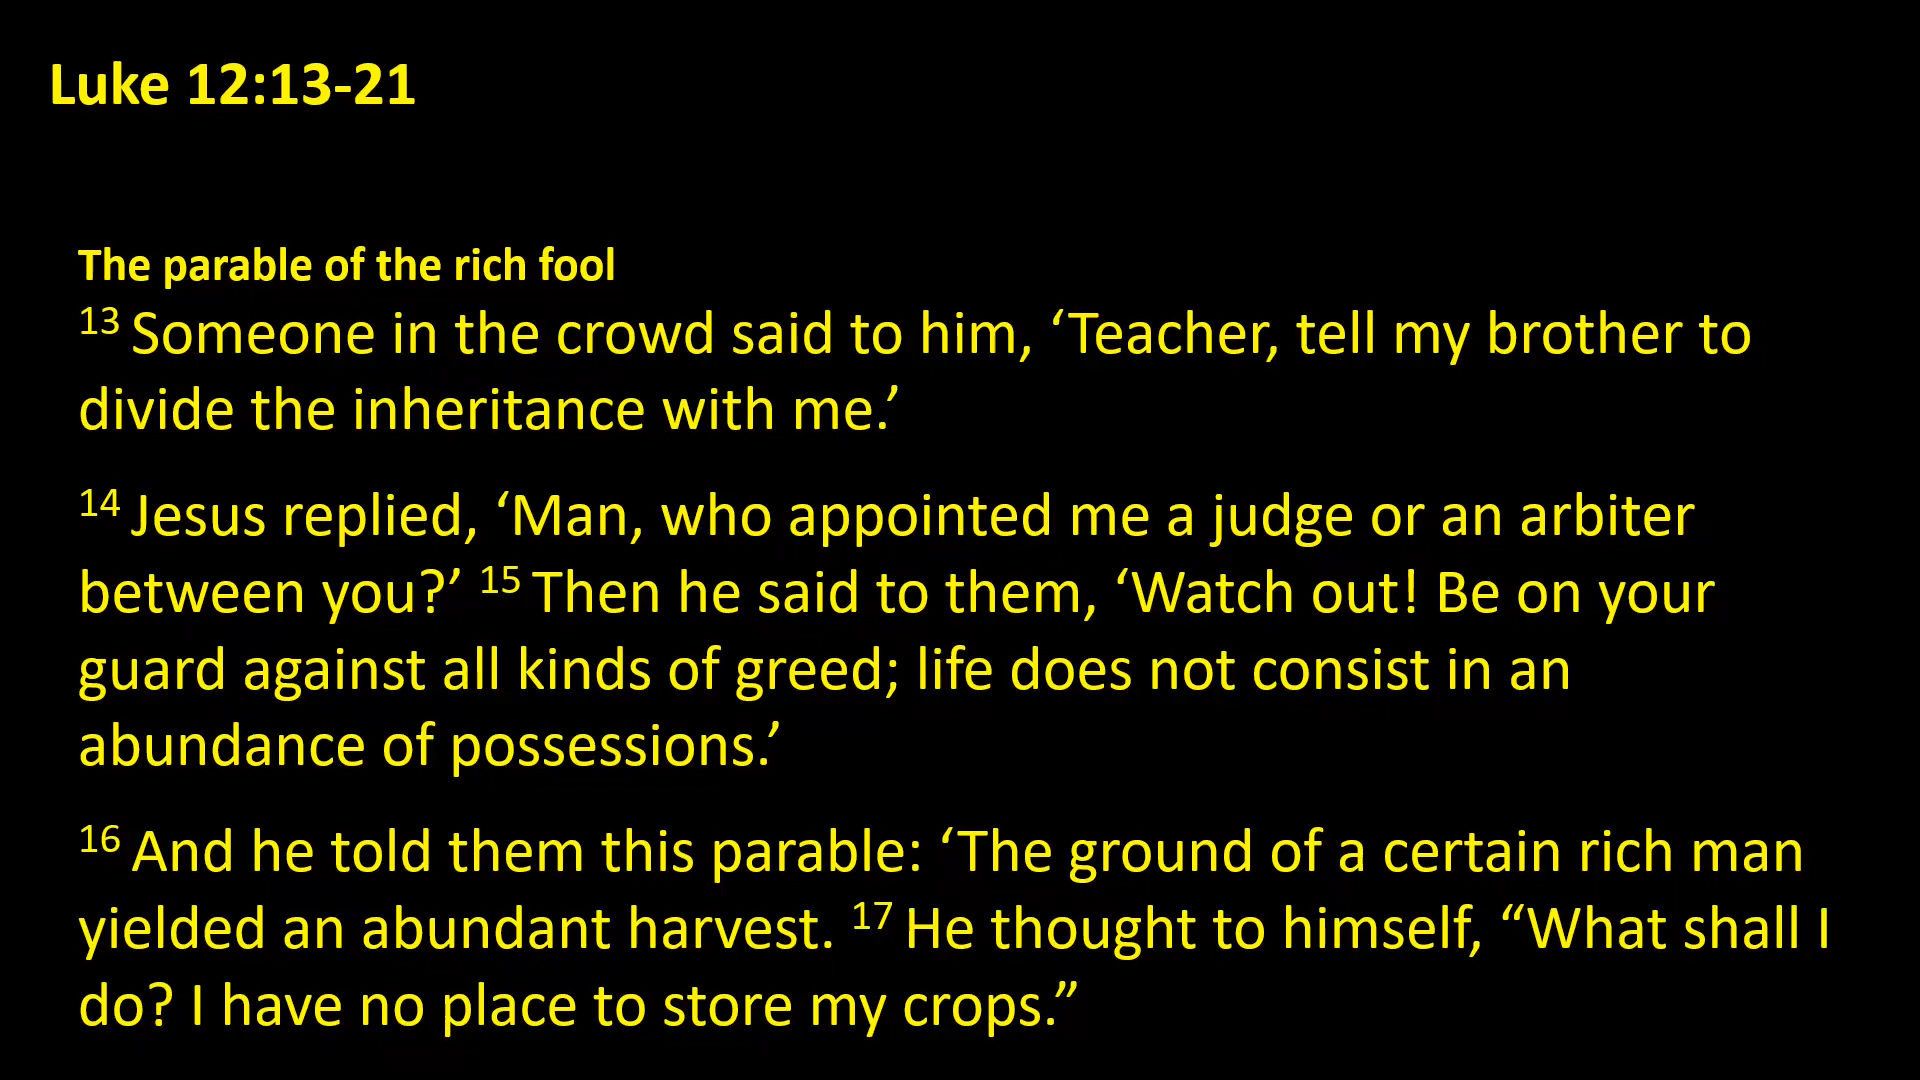 Luke 12:13-21
The parable of the rich fool
13 Someone in the crowd said to him, ‘Teacher, tell my brother to
divide the inheritance with me.’
14 Jesus replied, ‘Man, who appointed me a judge or an arbiter
between you?’ 15 Then he said to them, ‘Watch out! Be on your
guard against all kinds of greed; life does not consist in an
abundance of possessions.’
16 And he told them this parable: ‘The ground of a certain rich man
yielded an abundant harvest. 17 He thought to himself, “What shall I
do? I have no place to store my crops.”